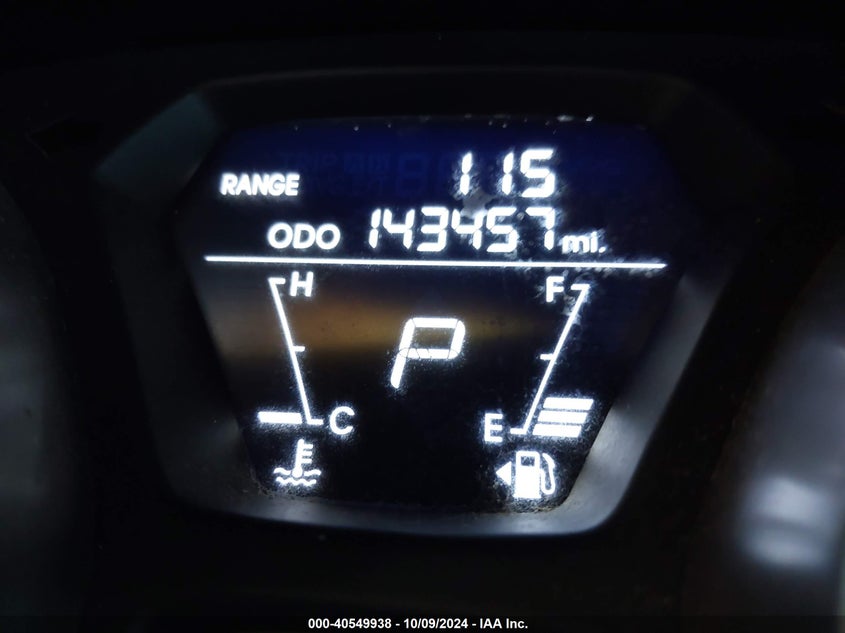 RANGE 115
ODO 143457 mi.
H F
P
C E
000-40549938 - 10/09/2024 - IAA Inc.